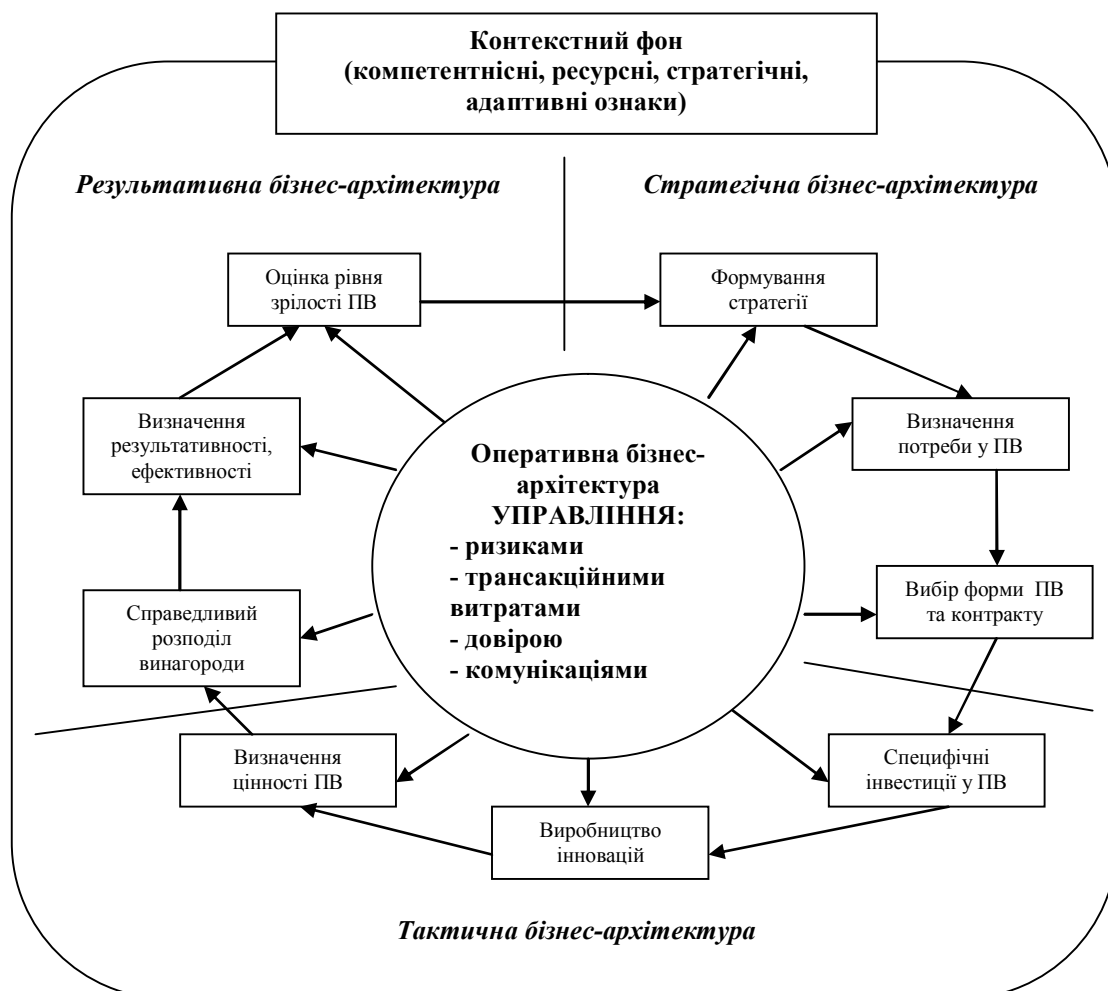 Контекстний фон
(компетентнісні, ресурсні, стратегічні,
адаптивні ознаки)
Результативна бізнес-архітектура
Стратегічна бізнес-архітектура
Оцінка рівня
зрілості ПВ
Формування
стратегії
Визначення
результативності,
ефективності
Визначення
потреби у ПВ
Оперативна бізнес-
архітектура
УПРАВЛІННЯ:
- ризиками
- трансакційними
витратами
- довірою
- комунікаціями
Справедливий
розподіл
винагороди
Вибір форми ПВ
та контракту
Визначення
цінності ПВ
Специфічні
інвестиції у ПВ
Виробництво
інновацій
Тактична бізнес-архітектура